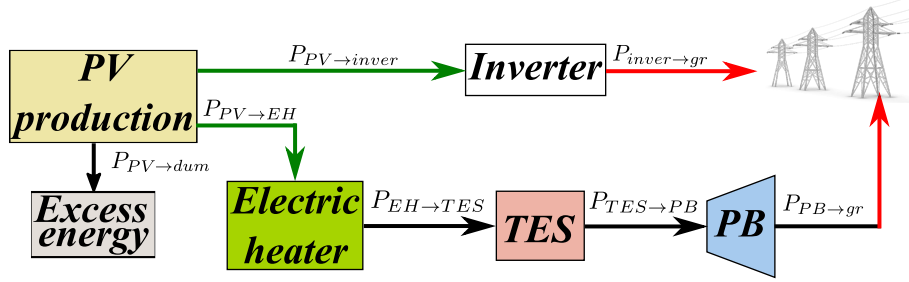 PV
production
P_{PV→inver}
Inverter
P_{inver→gr}
P_{PV→EH}
P_{PV→dum}
Excess
energy
Electric
heater
P_{EH→TES}
TES
P_{TES→PB}
PB
P_{PB→gr}